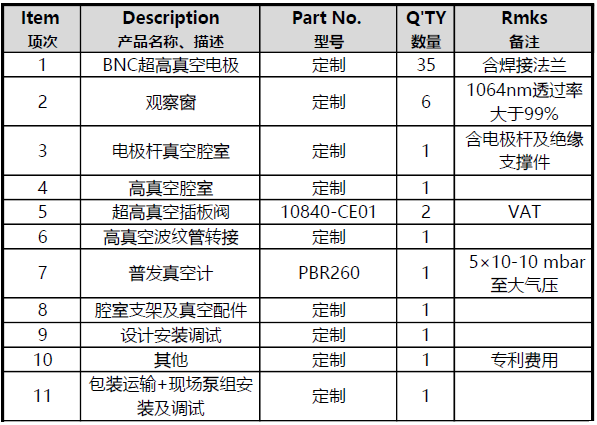 Item Description Part No. Q'TY Rmks
项次 产品名称、描述 型号 数量 备注
1 BNC超高真空电极 定制 35 含焊接法兰
2 观察窗 定制 6 1064nm透过率
大于99%
3 电极杆真空腔室 定制 1 含电极杆及绝缘
支撑件
4 高真空腔室 定制 1
5 超高真空插板阀 10840-CE01 2 VAT
6 高真空波纹管转接 定制 1
7 普发真空计 PBR260 1 5×10-10 mbar
至大气压
8 腔室支架及真空配件 定制 1
9 设计安装调试 定制 1
10 其他 定制 1 专利费用
11 包装运输+现场泵组安
装及调试 定制 1